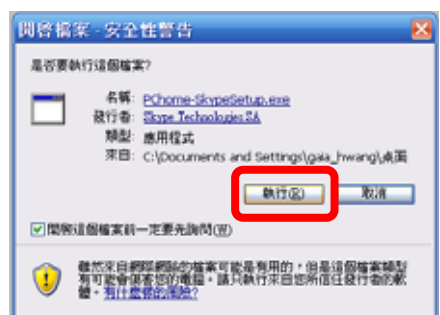 開啓檔案 - 安全性警告
是否要執行這個檔案?
名稱: PChome-SkypeSetup.exe
發行者: Skype Technologies SA
類型: 應用程式
來自: C:\Documents and Settings\gaia_hwang\桌面
執行(R) 取消
開啓這個檔案前一定要先詢問(W)
雖然來自網際網路的檔案可能是有用的，但是這個檔案類型
有可能會傷害您的電腦。請只執行來自您所信任發行者的軟
體。有什麼樣的風險?